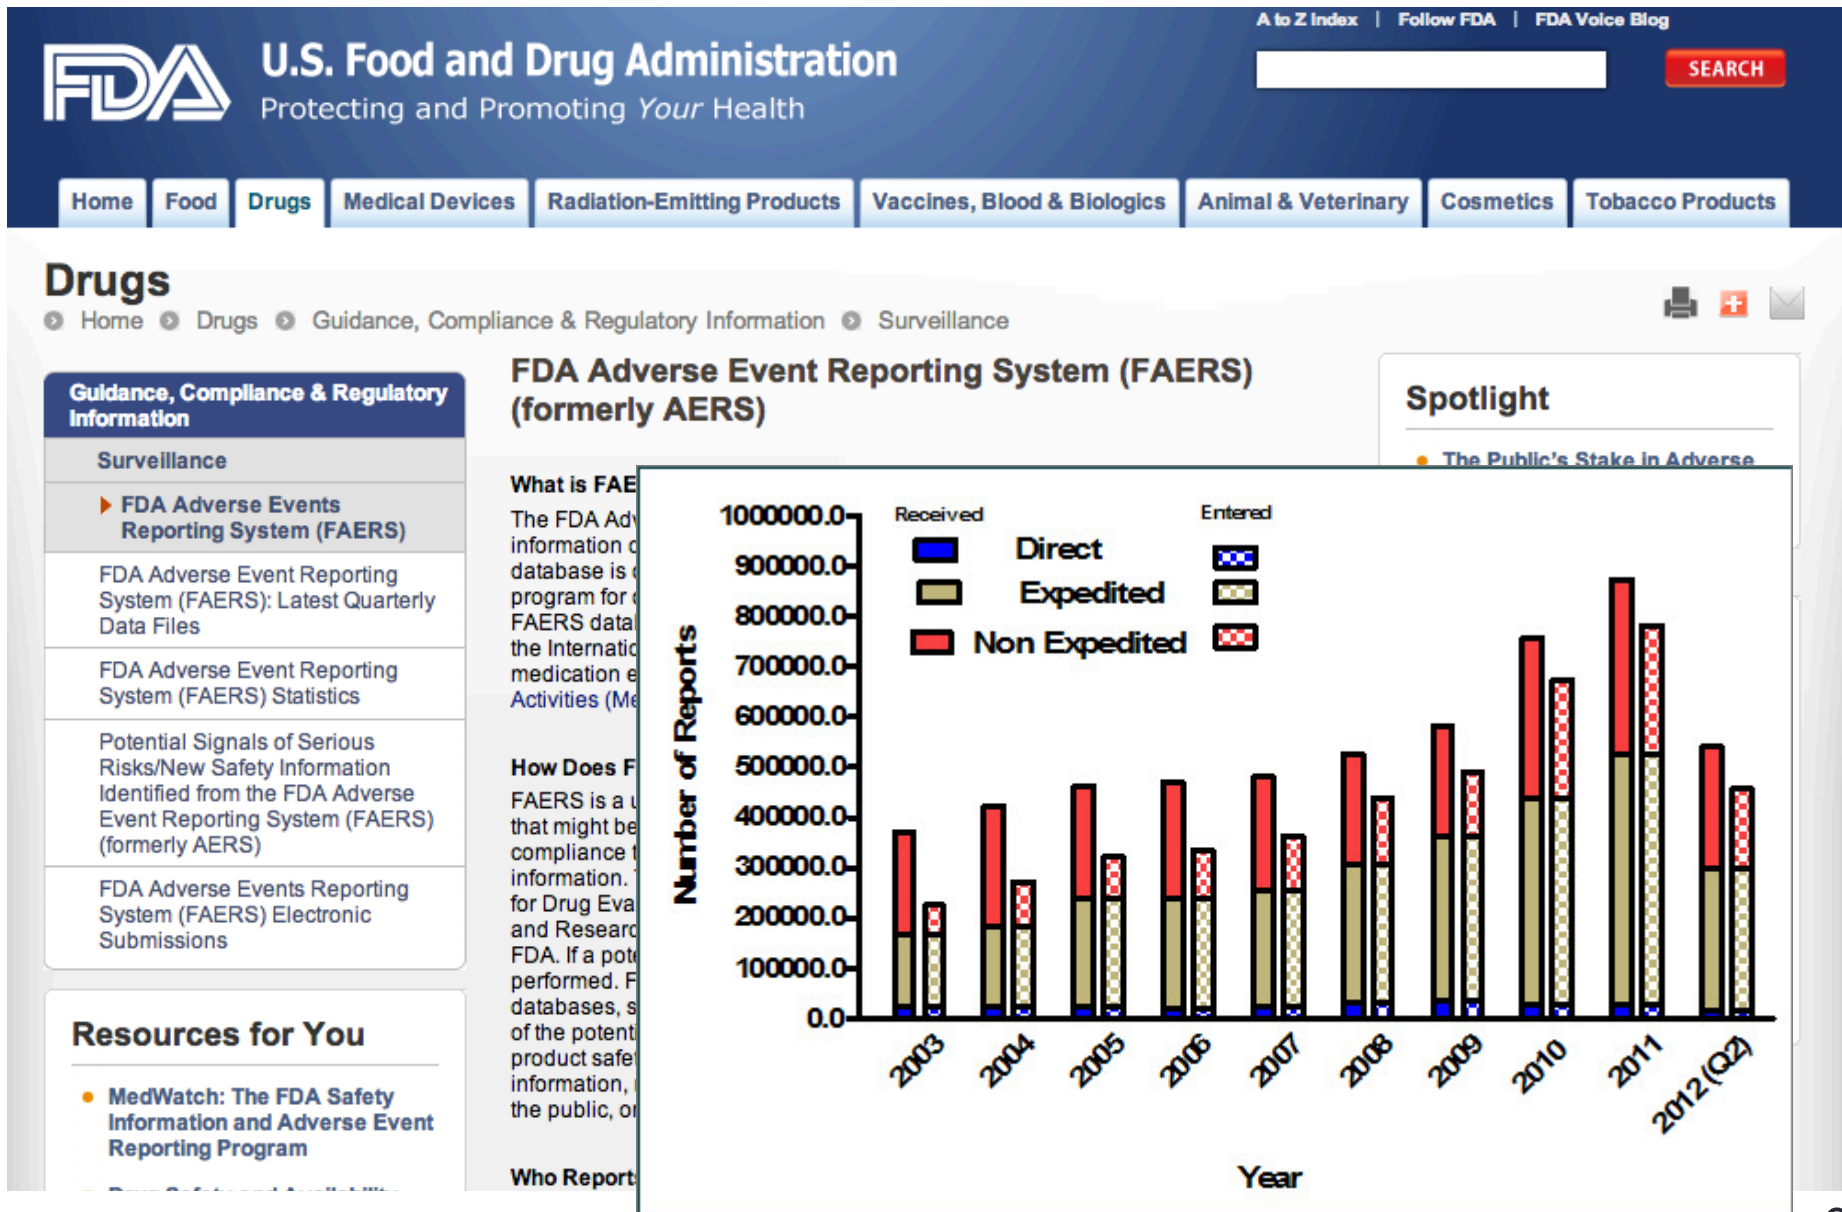 A to Z Index | Follow FDA | FDA Voice Blog
FDA
U.S. Food and Drug Administration
Protecting and Promoting Your Health
SEARCH
Home
Food
Drugs
Medical Devices
Radiation-Emitting Products
Vaccines, Blood & Biologics
Animal & Veterinary
Cosmetics
Tobacco Products
Drugs
Home Drugs Guidance, Compliance & Regulatory Information Surveillance
Guidance, Compliance & Regulatory
Information
Surveillance
FDA Adverse Events
Reporting System (FAERS)
FDA Adverse Event Reporting
System (FAERS): Latest Quarterly
Data Files
FDA Adverse Event Reporting
System (FAERS) Statistics
Potential Signals of Serious
Risks/New Safety Information
Identified from the FDA Adverse
Event Reporting System (FAERS)
(formerly AERS)
FDA Adverse Events Reporting
System (FAERS) Electronic
Submissions
Resources for You
MedWatch: The FDA Safety
Information and Adverse Event
Reporting Program
FDA Adverse Event Reporting System (FAERS)
(formerly AERS)
What is FAE
The FDA Adv
information
database is
program for
FAERS data
the Internatio
medication e
Activities (Me
How Does F
FAERS is a
that might be
compliance t
information.
for Drug Eva
and Researc
FDA. If a pote
performed. F
databases, s
of the potenti
product safe
information,
the public, or
Who Reports
Spotlight
The Public's Stake in Adverse
Received
Entered
Direct
Expedited
Non Expedited
Number of Reports
1000000.0
900000.0
800000.0
700000.0
600000.0
500000.0
400000.0
300000.0
200000.0
100000.0
0.0
2003
2004
2005
2006
2007
2008
2009
2010
2011
2012 (Q2)
Year